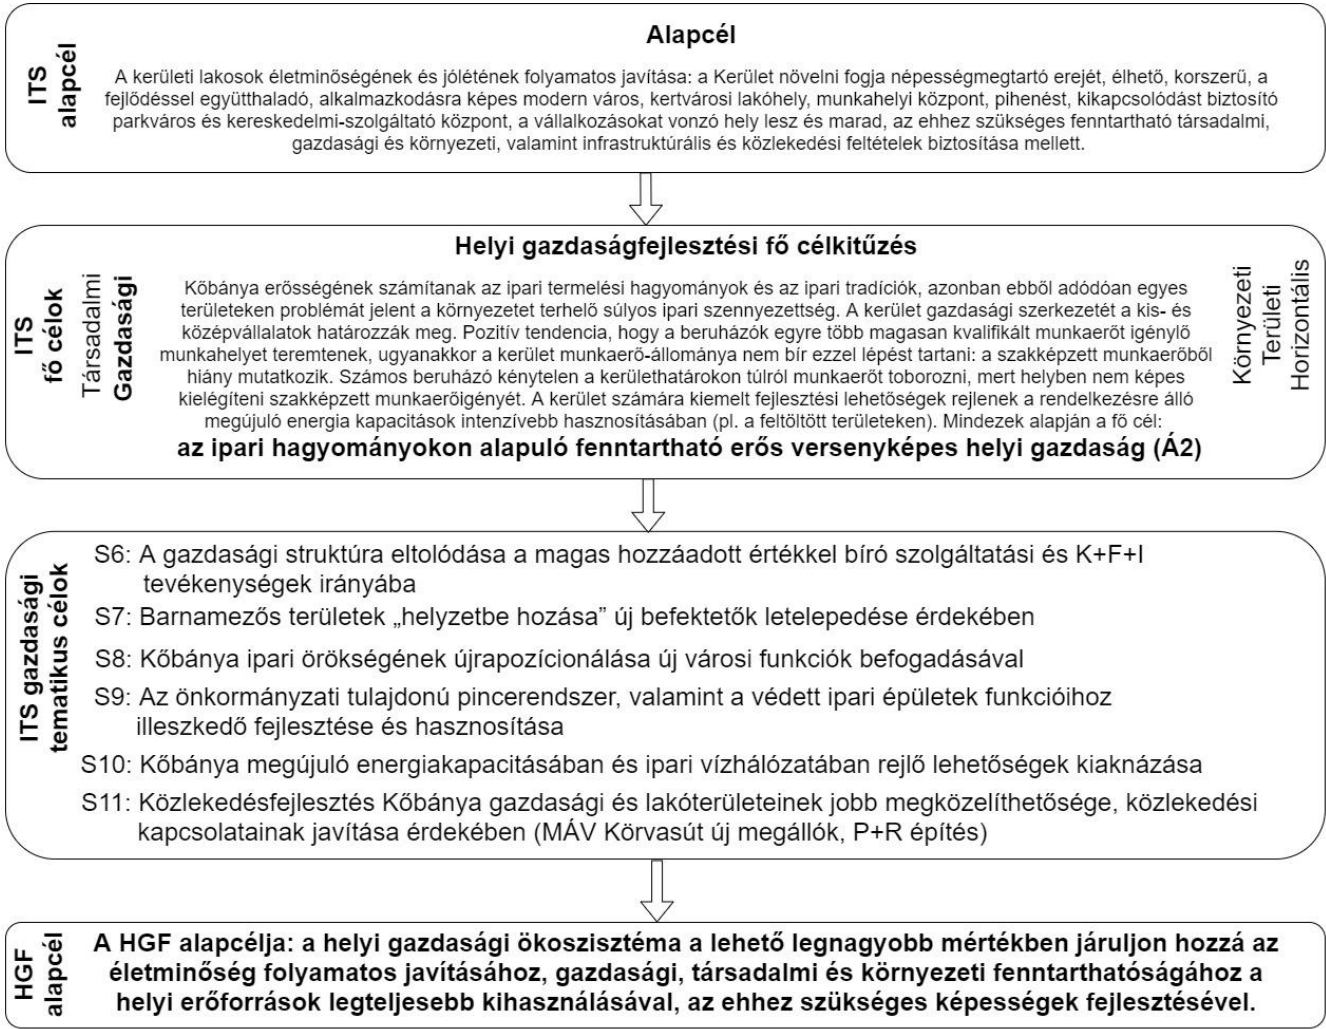 ITS
alapcél
Alapcél
A kerületi lakosok életminőségének és jólétének folyamatos javítása: a Kerület növelni fogja népességmegtartó erejét, élhető, korszerű, a
fejlődéssel együtthaladó, alkalmazkodásra képes modern város, kertvárosi lakóhely, munkahelyi központ, pihenést, kikapcsolódást biztosító
parkváros és kereskedelmi-szolgáltató központ, a vállalkozásokat vonzó hely lesz és marad, az ehhez szükséges fenntartható társadalmi,
gazdasági és környezeti, valamint infrastruktúrális és közlekedési feltételek biztosítása mellett.
ITS
fő célok
Társadalmi
Gazdasági
Helyi gazdaságfejlesztési fő célkitűzés
Kőbánya erősségének számítanak az ipari termelési hagyományok és az ipari tradíciók, azonban ebből adódóan egyes
területeken problémát jelent a környezetet terhelő súlyos ipari szennyezettség. A kerület gazdasági szerkezetét a kis- és
középvállalatok határozzák meg. Pozitív tendencia, hogy a beruházók egyre több magasan kvalifikált munkaerőt igénylő
munkahelyet teremtenek, ugyanakkor a kerület munkaerő-állománya nem bír ezzel lépést tartani: a szakképzett munkaerőből
hiány mutatkozik. Számos beruházó kénytelen a kerülethatárokon túlról munkaerőt toborozni, mert helyben nem képes
kielégíteni szakképzett munkaerőigényét. A kerület számára kiemelt fejlesztési lehetőségek rejlenek a rendelkezésre álló
megújuló energia kapacitások intenzívebb hasznosításában (pl. a feltöltött területeken). Mindezek alapján a fő cél:
az ipari hagyományokon alapuló fenntartható erős versenyképes helyi gazdaság (Á2)
Környezeti
Területi
Horizontális
ITS gazdasági
tematikus célok
S6: A gazdasági struktúra eltolódása a magas hozzáadott értékkel bíró szolgáltatási és K+F+I
tevékenységek irányába
S7: Barnamezős területek „helyzetbe hozása” új befektetők letelepedése érdekében
S8: Kőbánya ipari örökségének újrapozícionálása új városi funkciók befogadásával
S9: Az önkormányzati tulajdonú pincerendszer, valamint a védett ipari épületek funkcióihoz
illeszkedő fejlesztése és hasznosítása
S10: Kőbánya megújuló energiakapacitásában és ipari vízhálózatában rejlő lehetőségek kiaknázása
S11: Közlekedésfejlesztés Kőbánya gazdasági és lakóterületeinek jobb megközelíthetősége, közlekedési
kapcsolatainak javítása érdekében (MÁV Körvasút új megállók, P+R építés)
HGF
alapcél
A HGF alapcélja: a helyi gazdasági ökoszisztéma a lehető legnagyobb mértékben járuljon hozzá az
életminőség folyamatos javításához, gazdasági, társadalmi és környezeti fenntarthatóságához a
helyi erőforrások legteljesebb kihasználásával, az ehhez szükséges képességek fejlesztésével.